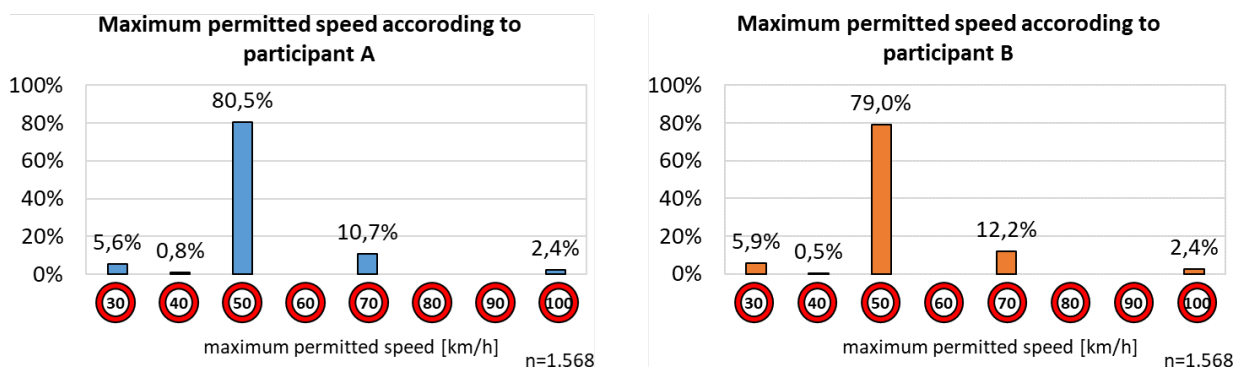 Maximum permitted speed accoroding to
participant A
100%
80%
60%
40%
20%
0%
5,6%
0,8%
80,5%
10,7%
2,4%
30 40 50 60 70 80 90 100
maximum permitted speed [km/h]
n=1.568
Maximum permitted speed accoroding to
participant B
100%
80%
60%
40%
20%
0%
5,9%
0,5%
79,0%
12,2%
2,4%
30 40 50 60 70 80 90 100
maximum permitted speed [km/h]
n=1.568